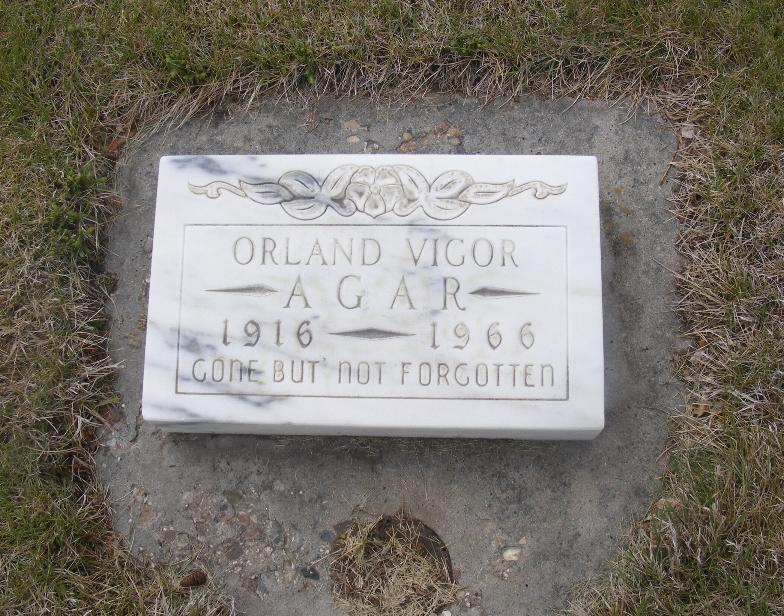 ORLAND VIGOR
AGAR
1916 1966
GONE BUT NOT FORGOTTEN